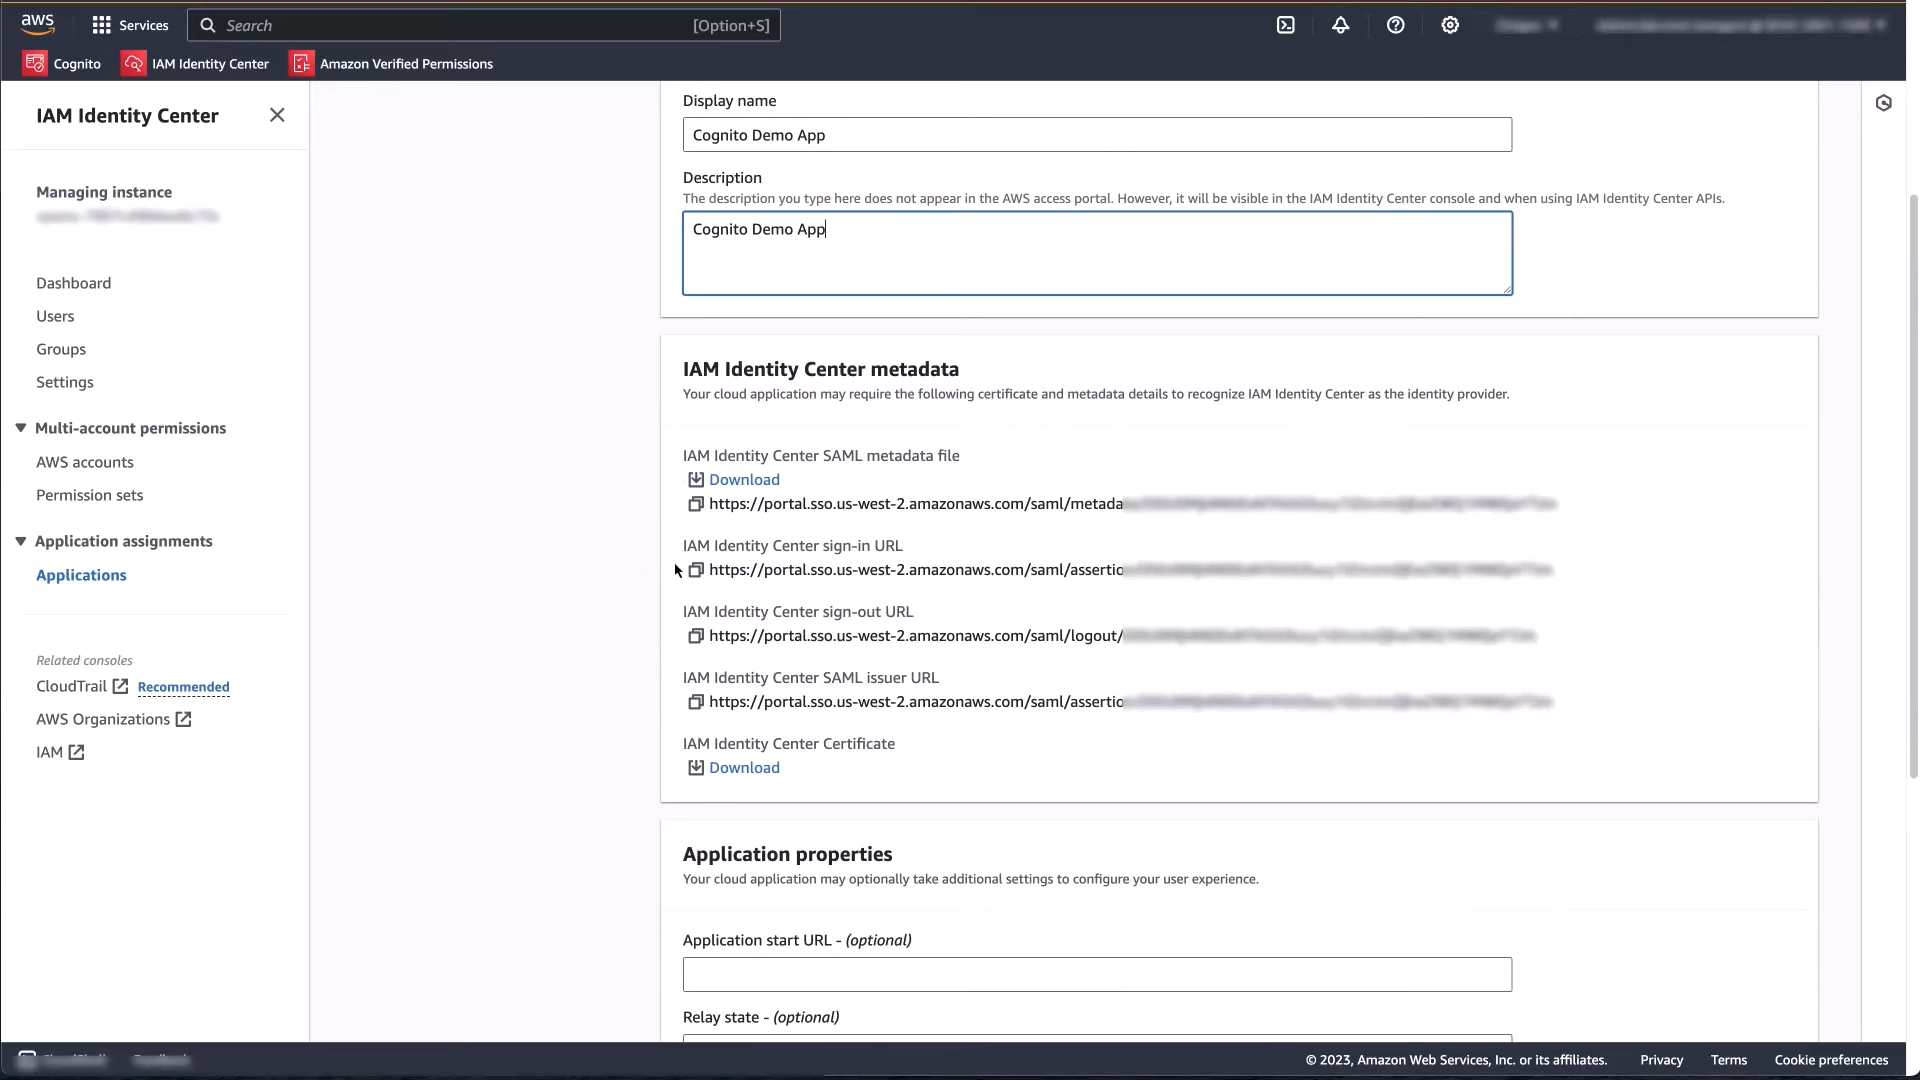 aws
Services
Search
[Option+S]
Cognito
IAM Identity Center
Amazon Verified Permissions
IAM Identity Center
Managing instance
Dashboard
Users
Groups
Settings
Multi-account permissions
AWS accounts
Permission sets
Application assignments
Applications
Related consoles
CloudTrail Recommended
AWS Organizations
IAM
Display name
Cognito Demo App
Description
The description you type here does not appear in the AWS access portal. However, it will be visible in the IAM Identity Center console and when using IAM Identity Center APIs.
Cognito Demo App
IAM Identity Center metadata
Your cloud application may require the following certificate and metadata details to recognize IAM Identity Center as the identity provider.
IAM Identity Center SAML metadata file
Download
https://portal.sso.us-west-2.amazonaws.com/saml/metada
IAM Identity Center sign-in URL
https://portal.sso.us-west-2.amazonaws.com/saml/assertio
IAM Identity Center sign-out URL
https://portal.sso.us-west-2.amazonaws.com/saml/logout/
IAM Identity Center SAML issuer URL
https://portal.sso.us-west-2.amazonaws.com/saml/assertio
IAM Identity Center Certificate
Download
Application properties
Your cloud application may optionally take additional settings to configure your user experience.
Application start URL - (optional)
Relay state - (optional)
© 2023, Amazon Web Services, Inc. or its affiliates.
Privacy
Terms
Cookie preferences